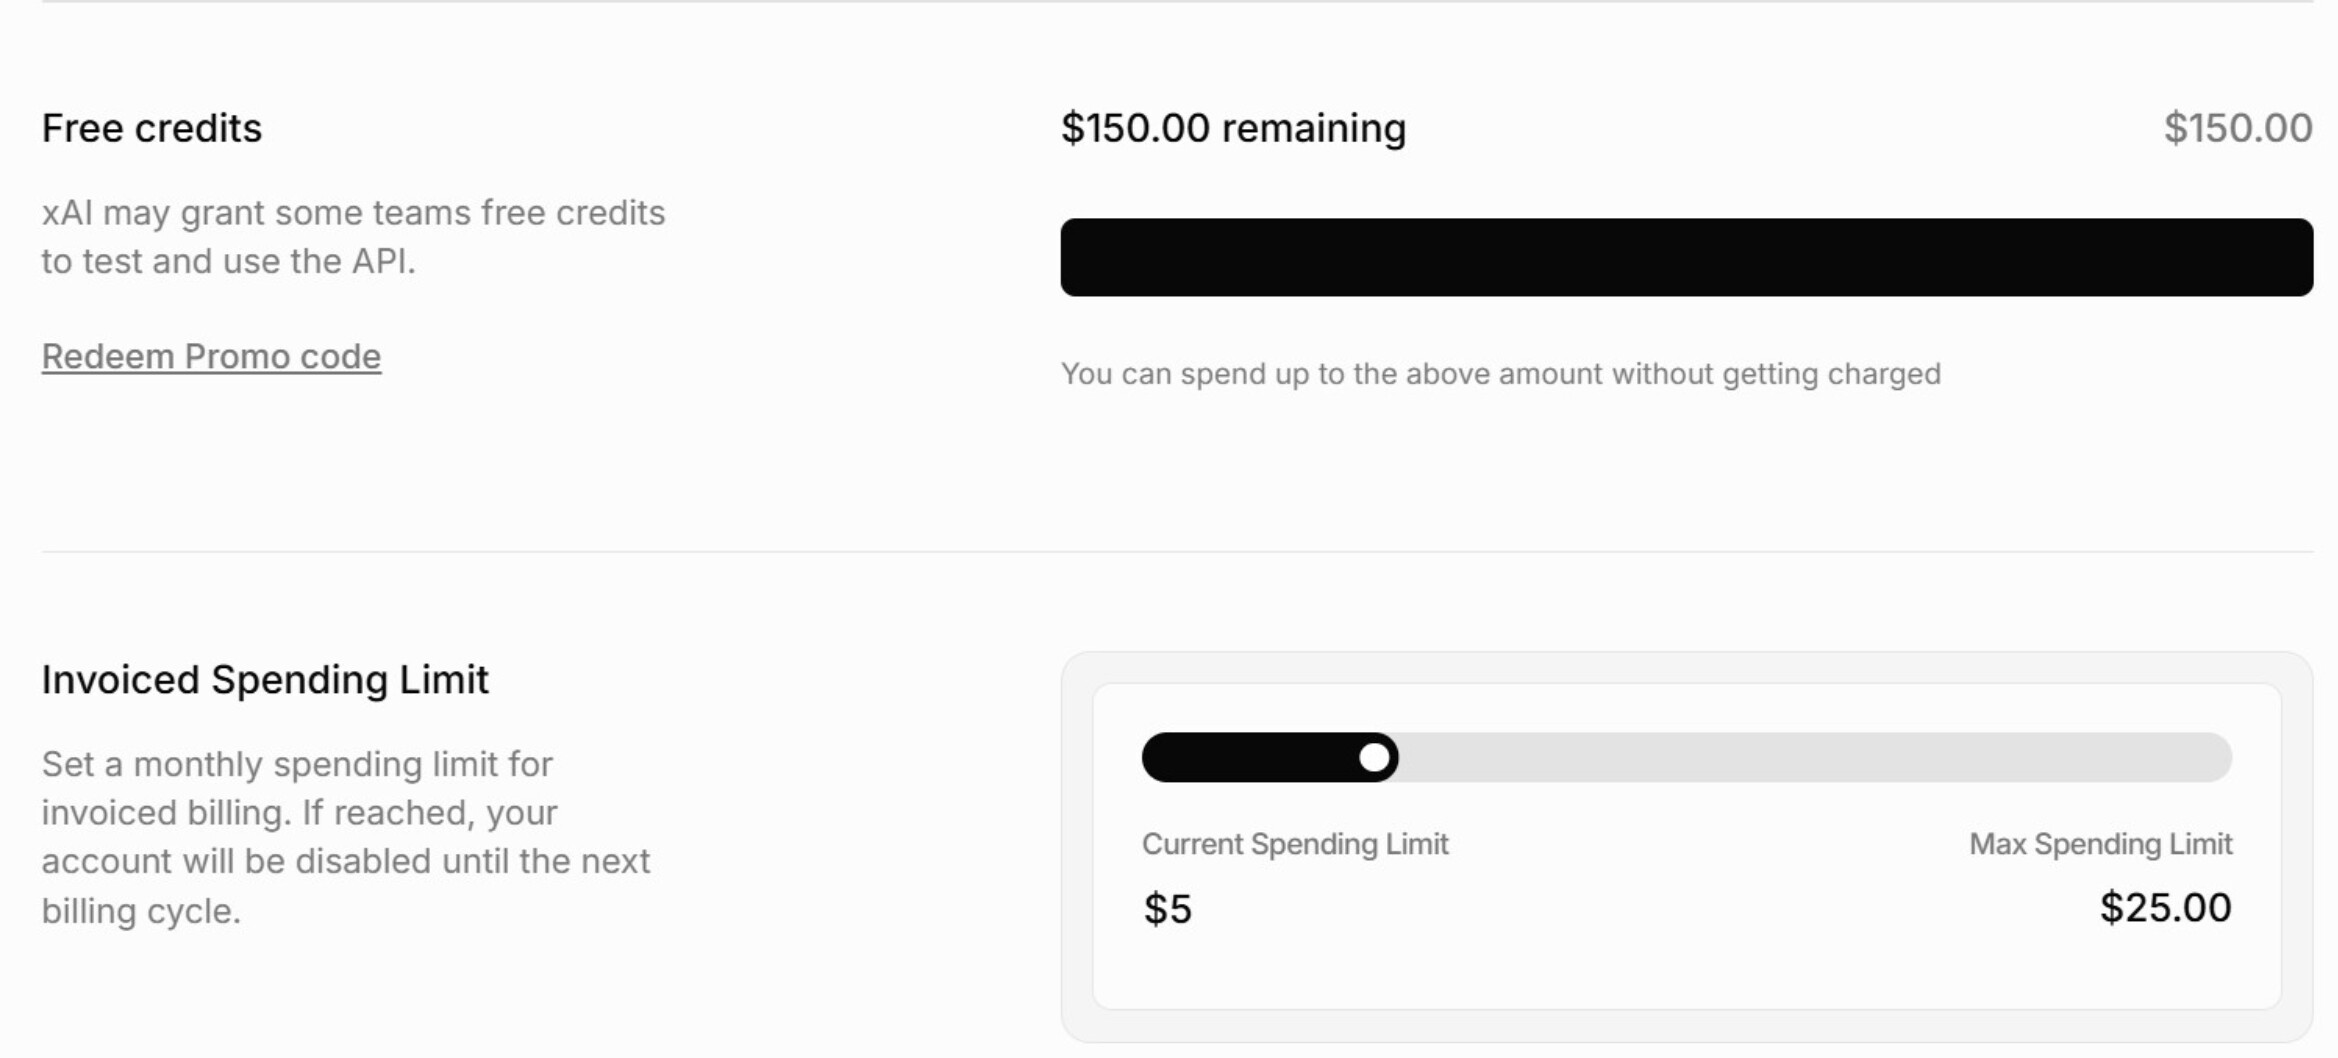 Free credits
$150.00 remaining
$150.00
xAI may grant some teams free credits
to test and use the API.
Redeem Promo code
You can spend up to the above amount without getting charged
Invoiced Spending Limit
Set a monthly spending limit for
invoiced billing. If reached, your
account will be disabled until the next
billing cycle.
Current Spending Limit
Max Spending Limit
$5
$25.00